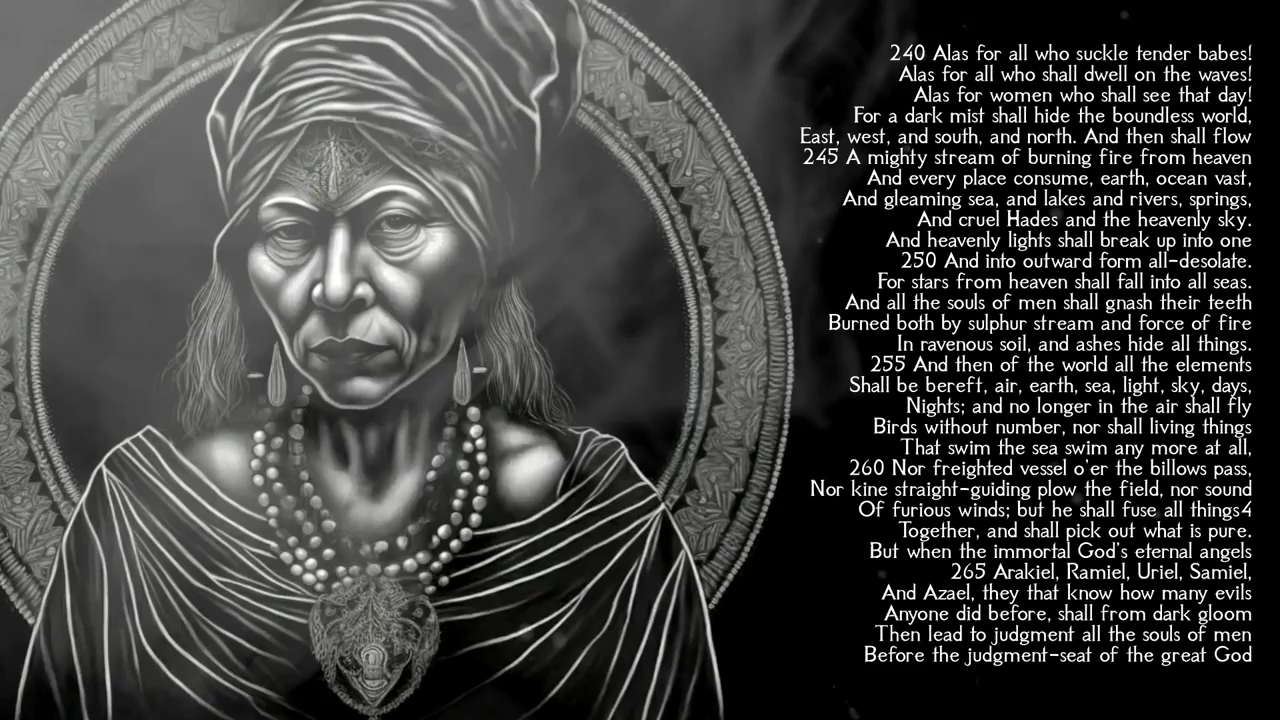 240 Alas for all who suckle tender babes!
Alas for all who shall dwell on the waves!
Alas for women who shall see that day!
For a dark mist shall hide the boundless world,
East, west, and south, and north. And then shall flow
245 A mighty stream of burning fire from heaven
And every place consume, earth, ocean vast,
And gleaming sea, and lakes and rivers, springs,
And cruel Hades and the heavenly sky.
And heavenly lights shall break up into one
250 And into outward form all-desolate.
For stars from heaven shall fall into all seas.
And all the souls of men shall gnash their teeth
Burned both by sulphur stream and force of fire
In ravenous soil, and ashes hide all things.
255 And then of the world all the elements
Shall be bereft, air, earth, sea, light, sky, days,
Nights; and no longer in the air shall fly
Birds without number, nor shall living things
That swim the sea swim any more at all,
260 Nor freighted vessel o'er the billows pass,
Nor kine straight-guiding plow the field, nor sound
Of furious winds; but he shall fuse all things4
Together, and shall pick out what is pure.
But when the immortal God's eternal angels
265 Arakiel, Ramiel, Uriel, Samiel,
And Azael, they that know how many evils
Anyone did before, shall from dark gloom
Then lead to judgment all the souls of men
Before the judgment-seat of the great God